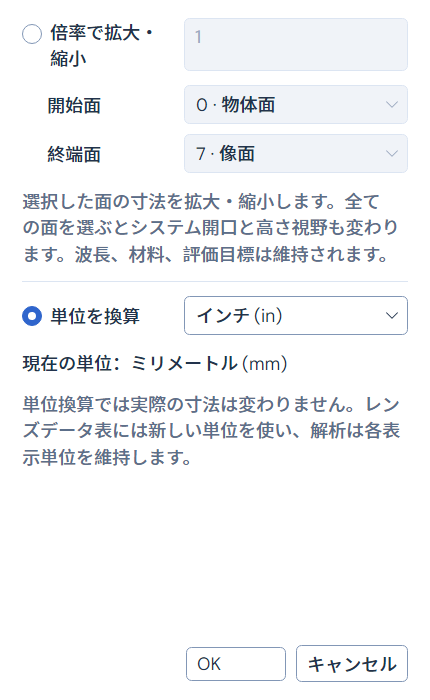 倍率で拡大・
縮小
1
開始面
0 · 物体面
終端面
7 · 像面
選択した面の寸法を拡大・縮小します。全て
の面を選ぶとシステム開口と高さ視野も変わり
ます。波長、材料、評価目標は維持されます。
単位を換算
インチ (in)
現在の単位：ミリメートル (mm)
単位換算では実際の寸法は変わりません。レン
ズデータ表には新しい単位を使い、解析は各表
示単位を維持します。
OK
キャンセル